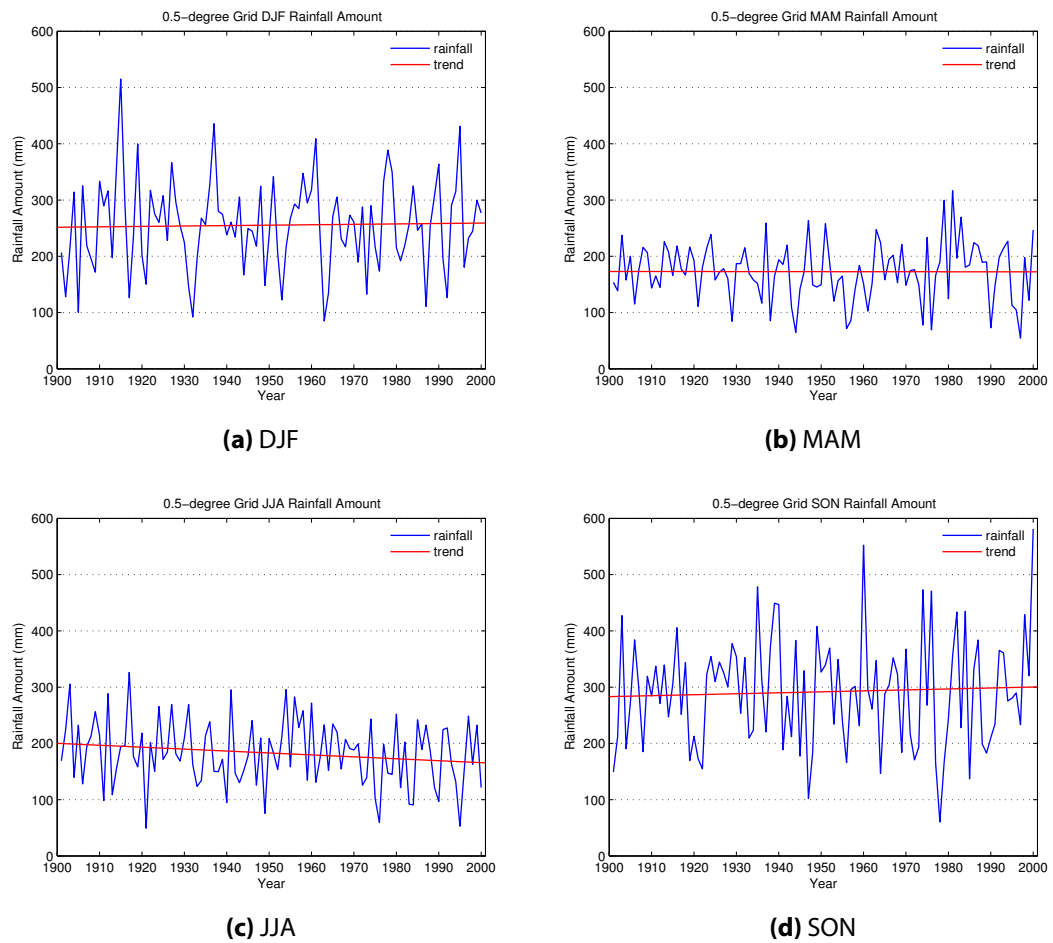 0.5−degree Grid DJF Rainfall Amount
600
500
400
300
200
100
0
Rainfall Amount (mm)
rainfall
trend
1900 1910 1920 1930 1940 1950 1960 1970 1980 1990 2000
Year
(a) DJF
0.5−degree Grid MAM Rainfall Amount
600
500
400
300
200
100
0
Rainfall Amount (mm)
rainfall
trend
1900 1910 1920 1930 1940 1950 1960 1970 1980 1990 2000
Year
(b) MAM
0.5−degree Grid JJA Rainfall Amount
600
500
400
300
200
100
0
Rainfall Amount (mm)
rainfall
trend
1900 1910 1920 1930 1940 1950 1960 1970 1980 1990 2000
Year
(c) JJA
0.5−degree Grid SON Rainfall Amount
600
500
400
300
200
100
0
Rainfall Amount (mm)
rainfall
trend
1900 1910 1920 1930 1940 1950 1960 1970 1980 1990 2000
Year
(d) SON